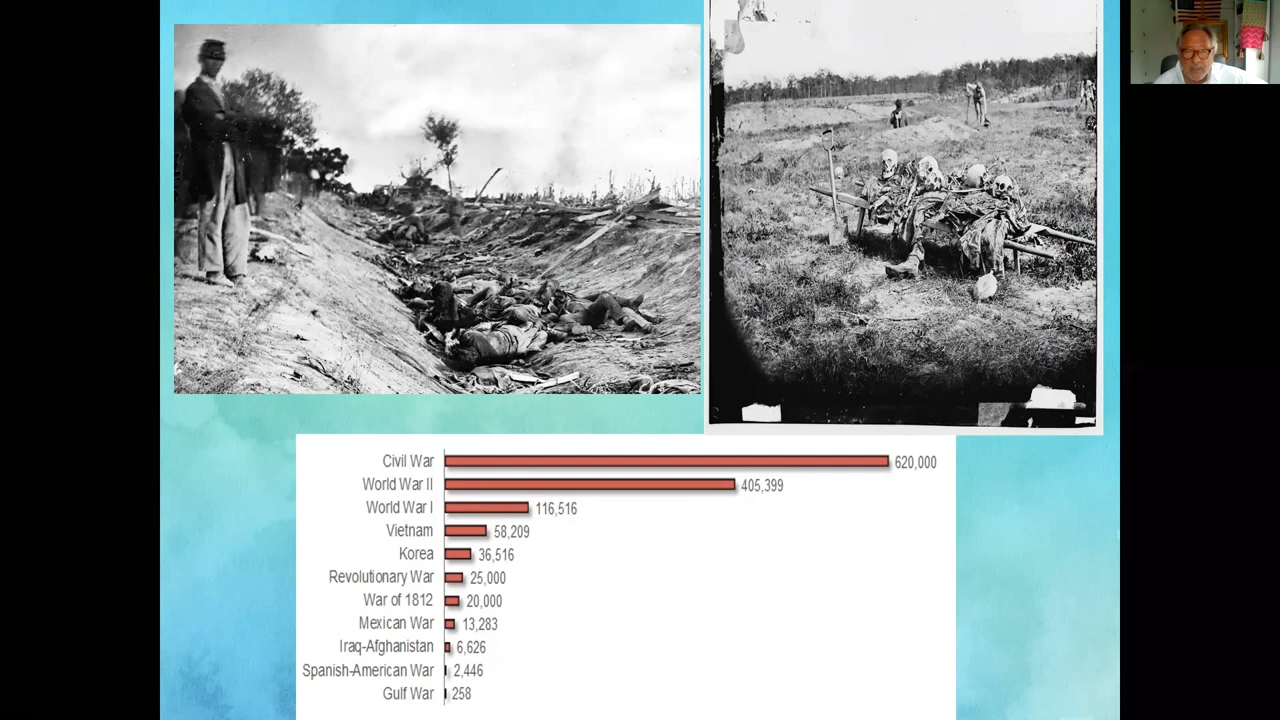 Civil War 620,000
World War II 405,399
World War I 116,516
Vietnam 58,209
Korea 36,516
Revolutionary War 25,000
War of 1812 20,000
Mexican War 13,283
Iraq-Afghanistan 6,626
Spanish-American War 2,446
Gulf War 258